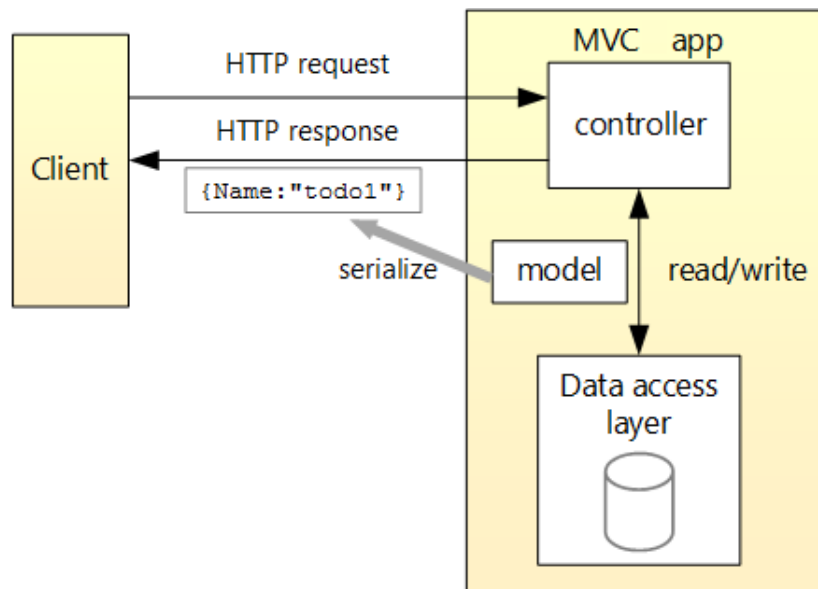 MVC app
HTTP request
controller
HTTP response
Client
{Name:"todo1"}
serialize
model
read/write
Data access
layer